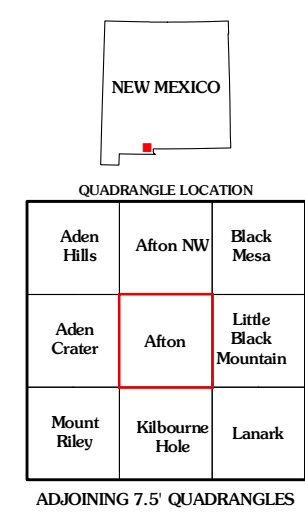 NEW MEXICO
QUADRANGLE LOCATION
Aden
Hills
Afton NW
Black
Mesa
Aden
Crater
Afton
Little
Black
Mountain
Mount
Riley
Kilbourne
Hole
Lanark
ADJOINING 7.5' QUADRANGLES